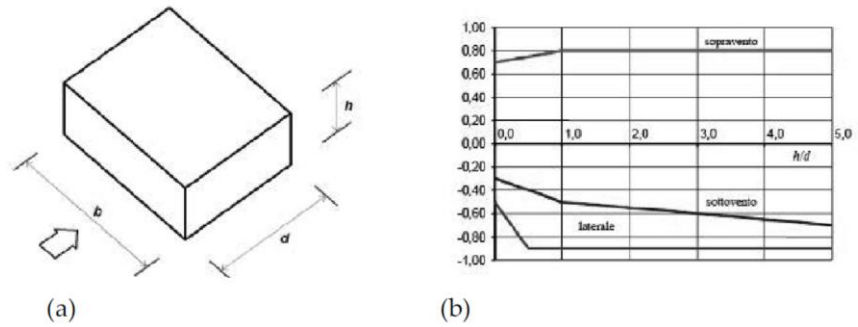 h
b
d
(a)
1,00
0,80
0,60
0,40
0,20
0,00
-0,20
-0,40
-0,60
-0,80
-1,00
0,0 1,0 2,0 3,0 4,0 5,0
h/d
sopravento
sottovento
laterale
(b)